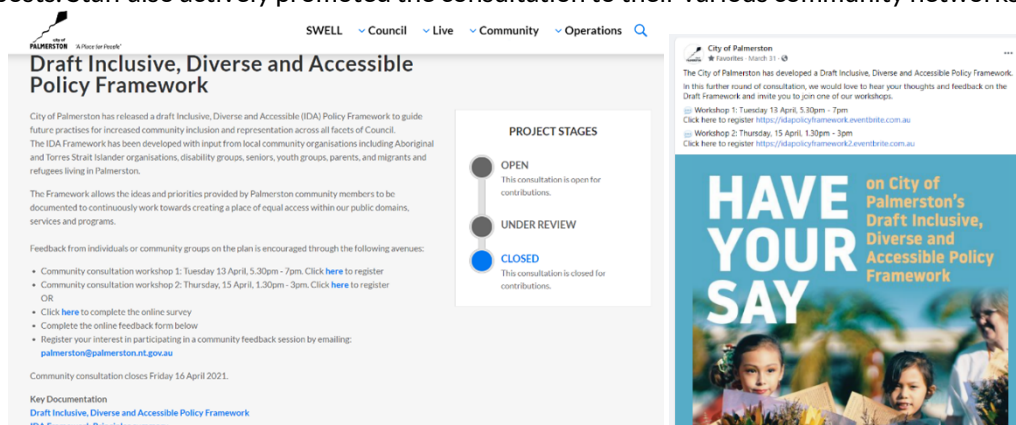 posts. Staff also actively promoted the consultation to their various community networks
city of
PALMERSTON 'A Place for People'
SWELL Council Live Community Operations
Draft Inclusive, Diverse and Accessible
Policy Framework
City of Palmerston has released a draft Inclusive, Diverse and Accessible (IDA) Policy Framework to guide
future practises for increased community inclusion and representation across all facets of Council.
The IDA Framework has been developed with input from local community organisations including Aboriginal
and Torres Strait Islander organisations, disability groups, seniors, youth groups, parents, and migrants and
refugees living in Palmerston.
The Framework allows the ideas and priorities provided by Palmerston community members to be
documented to continuously work towards creating a place of equal access within our public domains,
services and programs.
Feedback from individuals or community groups on the plan is encouraged through the following avenues:
• Community consultation workshop 1: Tuesday 13 April, 5.30pm - 7pm. Click here to register
• Community consultation workshop 2: Thursday, 15 April, 1.30pm - 3pm. Click here to register
OR
• Click here to complete the online survey
• Complete the online feedback form below
• Register your interest in participating in a community feedback session by emailing:
palmerston@palmerston.nt.gov.au
Community consultation closes Friday 16 April 2021.
Key Documentation
Draft Inclusive, Diverse and Accessible Policy Framework
PROJECT STAGES
OPEN
This consultation is open for
contributions.
UNDER REVIEW
CLOSED
This consultation is closed for
contributions.
City of Palmerston
Favorites · March 31 ·
The City of Palmerston has developed a Draft Inclusive, Diverse and Accessible Policy Framework.
In this further round of consultation, we would love to hear your thoughts and feedback on the
Draft Framework and invite you to join one of our workshops.
Workshop 1: Tuesday 13 April, 5.30pm - 7pm
Click here to register https://idapolicyframework.eventbrite.com.au
Workshop 2: Thursday, 15 April, 1.30pm - 3pm
Click here to register https://idapolicyframework2.eventbrite.com.au
HAVE
YOUR
SAY
on City of
Palmerston's
Draft Inclusive,
Diverse and
Accessible Policy
Framework